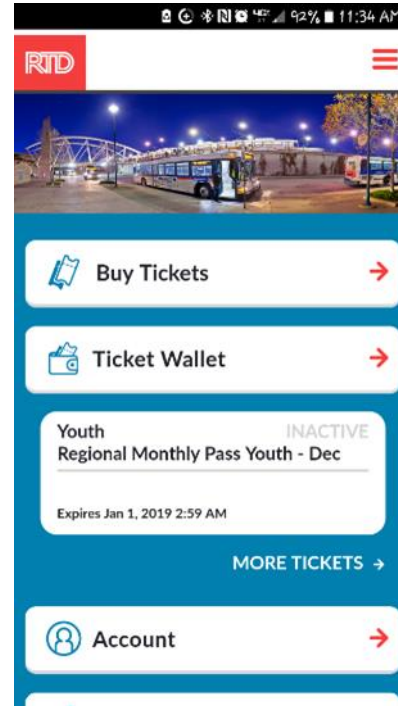 92% 11:34 AM
RTD
Buy Tickets
Ticket Wallet
Youth INACTIVE
Regional Monthly Pass Youth - Dec
Expires Jan 1, 2019 2:59 AM
MORE TICKETS
Account